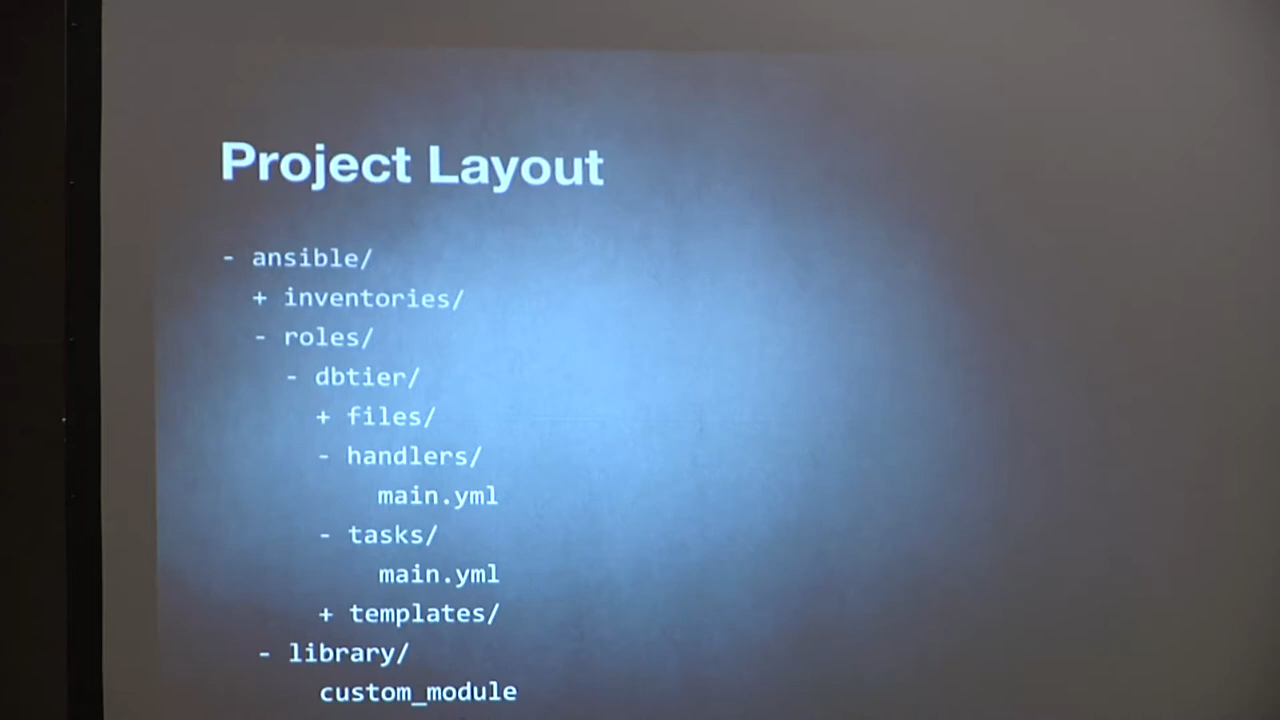 Project Layout
- ansible/
+ inventories/
- roles/
- dbtier/
+ files/
- handlers/
main.yml
- tasks/
main.yml
+ templates/
- library/
custom_module